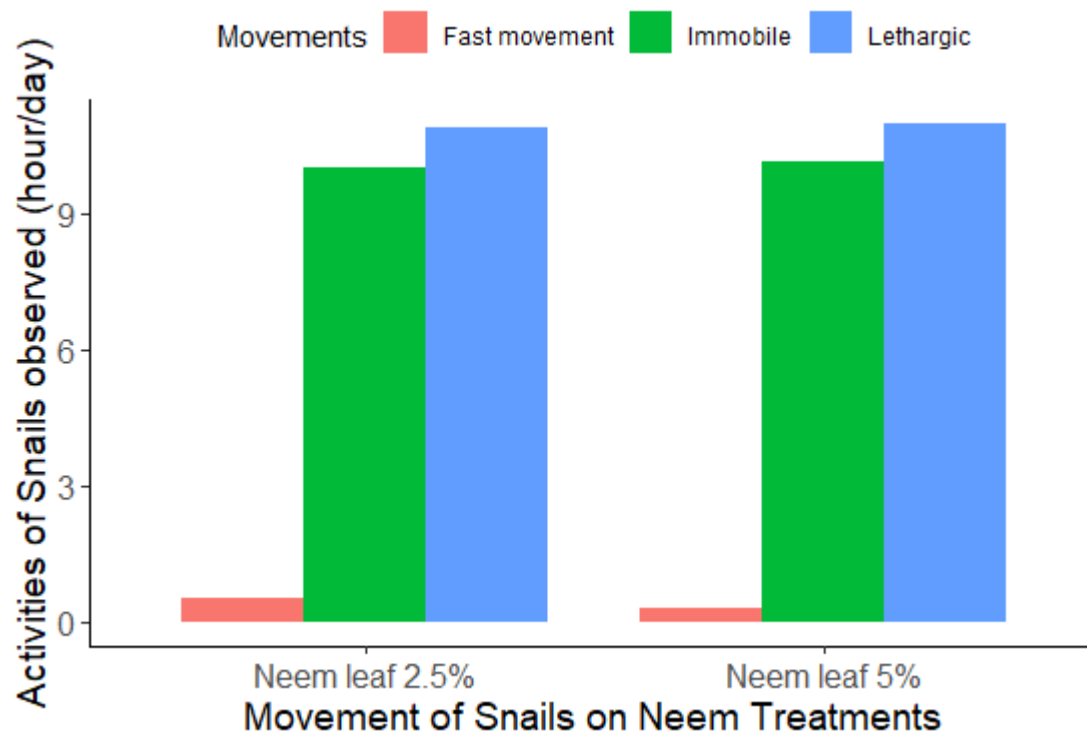 Movements Fast movement Immobile Lethargic
Activities of Snails observed (hour/day)
9
6
3
0
Neem leaf 2.5% Neem leaf 5%
Movement of Snails on Neem Treatments